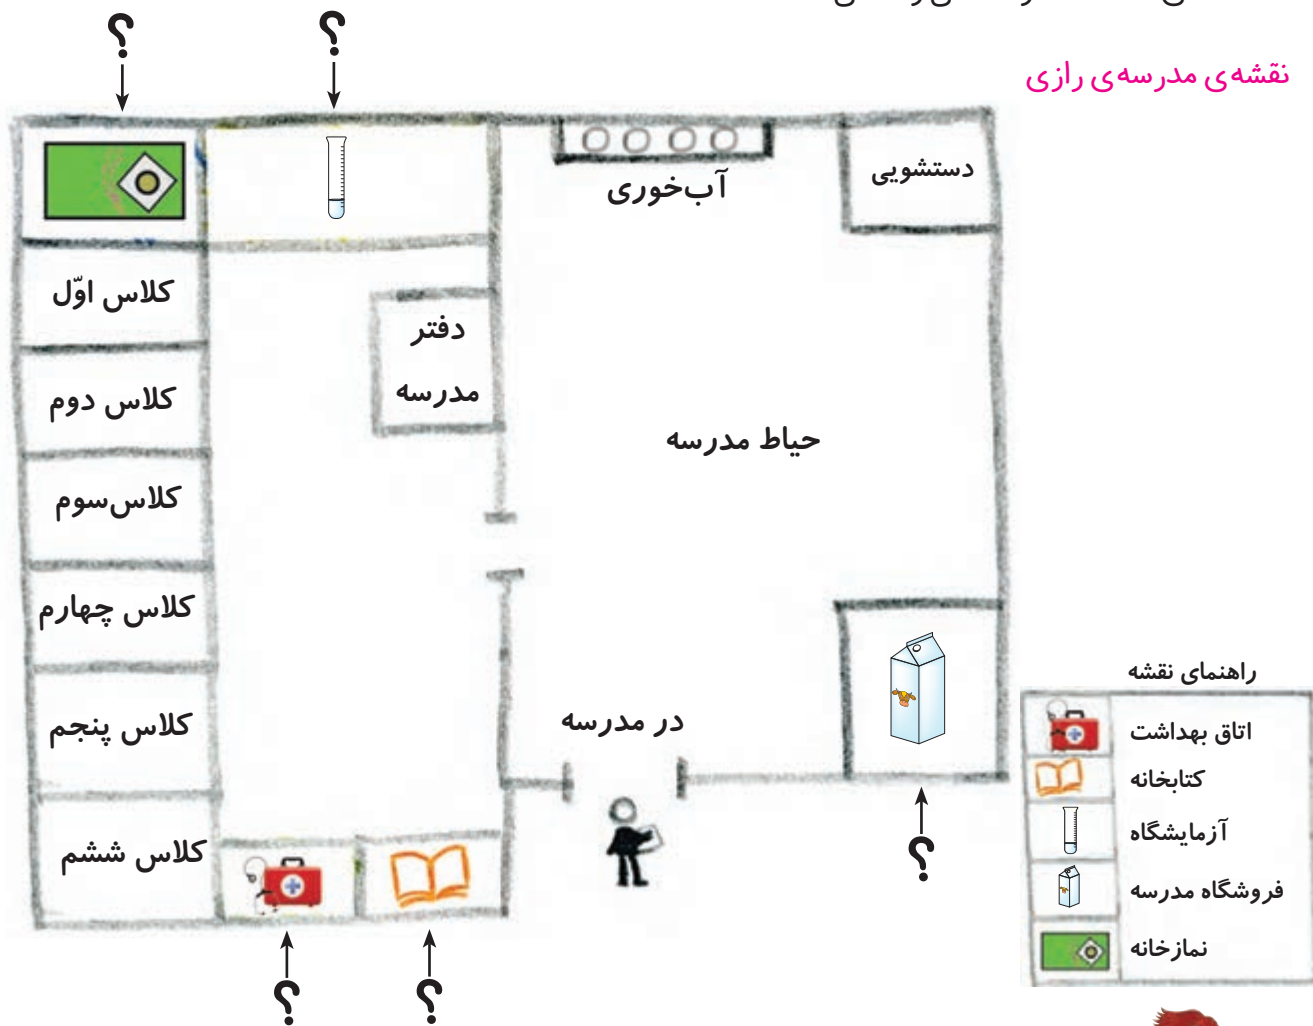 ؟
؟
نقشه‌ی مدرسه‌ی رازی
دستشویی
آب‌خوری
کلاس اوّل
دفتر
مدرسه
کلاس دوم
حیاط مدرسه
کلاس‌سوم
کلاس چهارم
کلاس پنجم
در مدرسه
کلاس ششم
؟
؟
؟
راهنمای نقشه
اتاق بهداشت
کتابخانه
آزمایشگاه
فروشگاه مدرسه
نمازخانه